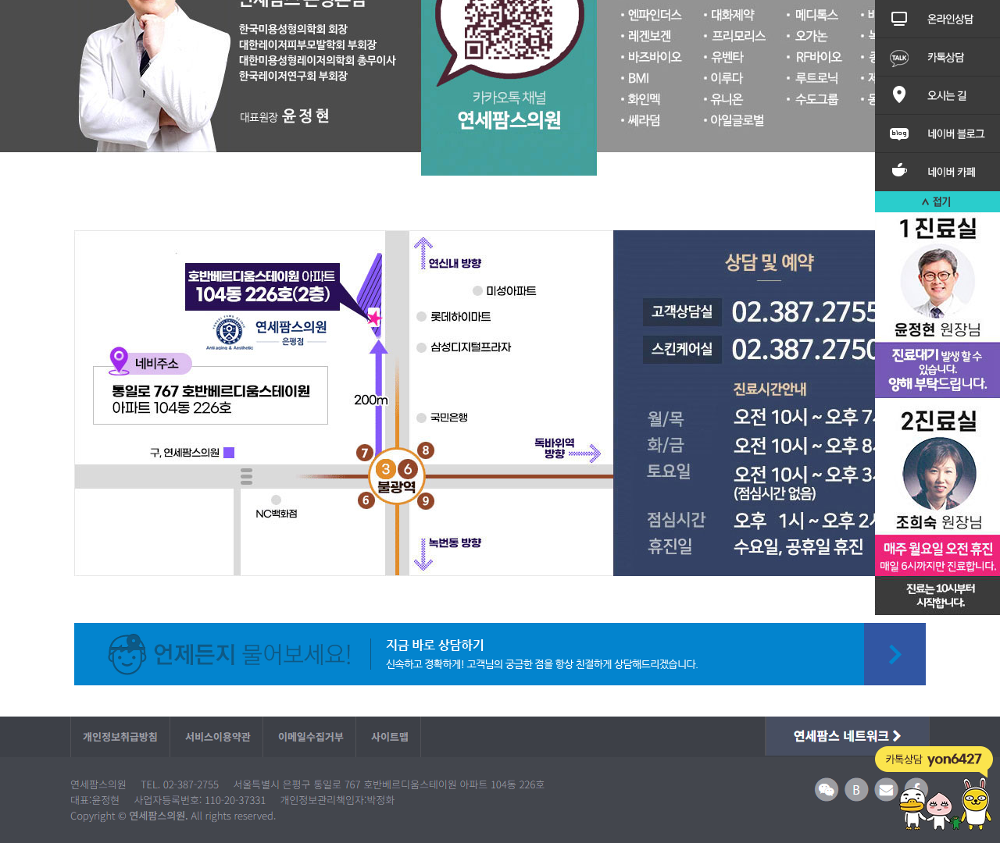 한국미용성형의학회 회장
대한레이저피부모발학회 부회장
대한미용성형레이저의학회 총무이사
한국레이저연구회 부회장
대표원장 윤 정 현
카카오톡 채널
연세팜스의원
• 엔파인더스
• 대화제약
• 메디톡스
• 레겐보겐
• 프리모리스
• 오가논
• 바즈바이오
• 유벤타
• RF바이오
• BMI
• 이루다
• 루트로닉
• 화인멕
• 유니온
• 수도그룹
• 쎄라덤
• 아일글로벌
온라인상담
TALK 카톡상담
오시는 길
blog 네이버 블로그
네이버 카페
∧ 접기
1 진료실
윤정현 원장님
진료대기 발생 할 수
있습니다.
양해 부탁드립니다.
2진료실
조희숙 원장님
매주 월요일 오전 휴진
매일 6시까지만 진료합니다.
진료는 10시부터
시작합니다.
연신내 방향
호반베르디움스테이원 아파트
104동 226호(2층)
미성아파트
롯데하이마트
연세팜스의원
은평점
Anti aging & Aesthetic
삼성디지털프라자
네비주소
통일로 767 호반베르디움스테이원
아파트 104동 226호
200m
국민은행
구, 연세팜스의원
7
8
독바위역
방향
3 6
불광역
6
9
NC백화점
녹번동 방향
상담 및 예약
고객상담실 02.387.2755
스킨케어실 02.387.2750
진료시간안내
월/목 오전 10시 ~ 오후 7
화/금 오전 10시 ~ 오후 8
토요일 오전 10시 ~ 오후 3
(점심시간 없음)
점심시간 오후 1시 ~ 오후 2
휴진일 수요일, 공휴일 휴진
언제든지 물어보세요!
지금 바로 상담하기
신속하고 정확하게! 고객님의 궁금한 점을 항상 친절하게 상담해드리겠습니다.
개인정보취급방침
서비스이용약관
이메일수집거부
사이트맵
연세팜스 네트워크
카톡상담 yon6427
연세팜스의원 TEL. 02-387-2755 서울특별시 은평구 통일로 767 호반베르디움스테이원 아파트 104동 226호
대표:윤정현 사업자등록번호: 110-20-37331 개인정보관리책임자:박정화
Copyright © 연세팜스의원. All rights reserved.
B